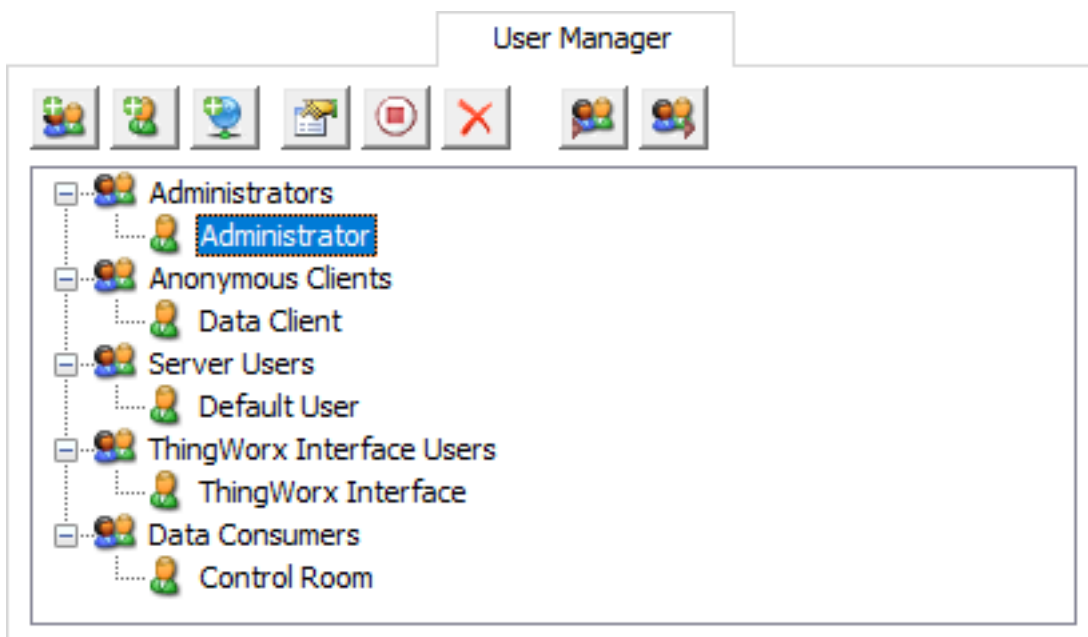 User Manager
Administrators
Administrator
Anonymous Clients
Data Client
Server Users
Default User
ThingWorx Interface Users
ThingWorx Interface
Data Consumers
Control Room